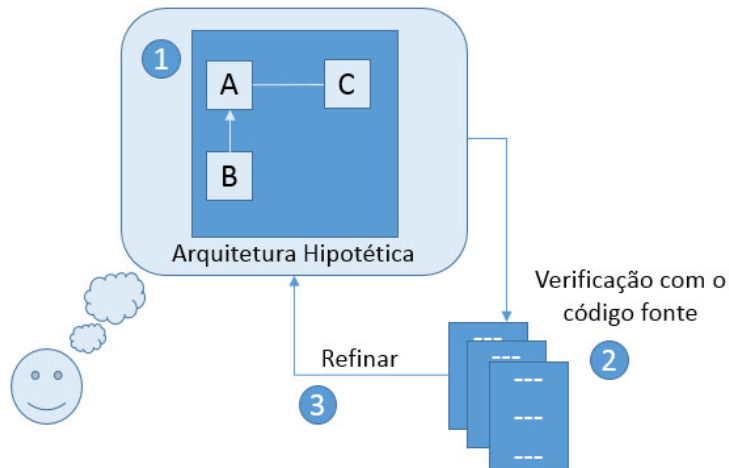 1
A
C
B
Arquitetura Hipotética
Verificação com o
código fonte
2
Refinar
3
---
---
---
---
---